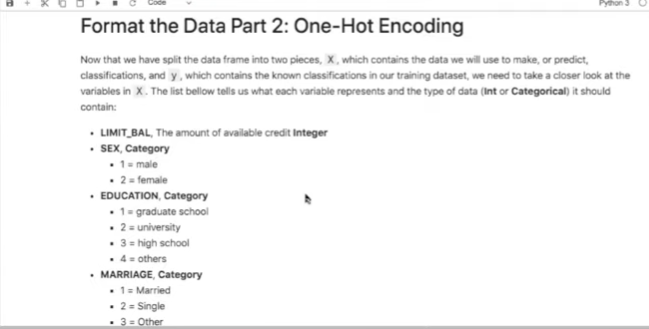 Code
Python 3
Format the Data Part 2: One-Hot Encoding
Now that we have split the data frame into two pieces, X, which contains the data we will use to make, or predict,
classifications, and y, which contains the known classifications in our training dataset, we need to take a closer look at the
variables in X. The list bellow tells us what each variable represents and the type of data (Int or Categorical) it should
contain:
• LIMIT_BAL, The amount of available credit Integer
• SEX, Category
• 1 = male
• 2 = female
• EDUCATION, Category
• 1 = graduate school
• 2 = university
• 3 = high school
• 4 = others
• MARRIAGE, Category
• 1 = Married
• 2 = Single
• 3 = Other